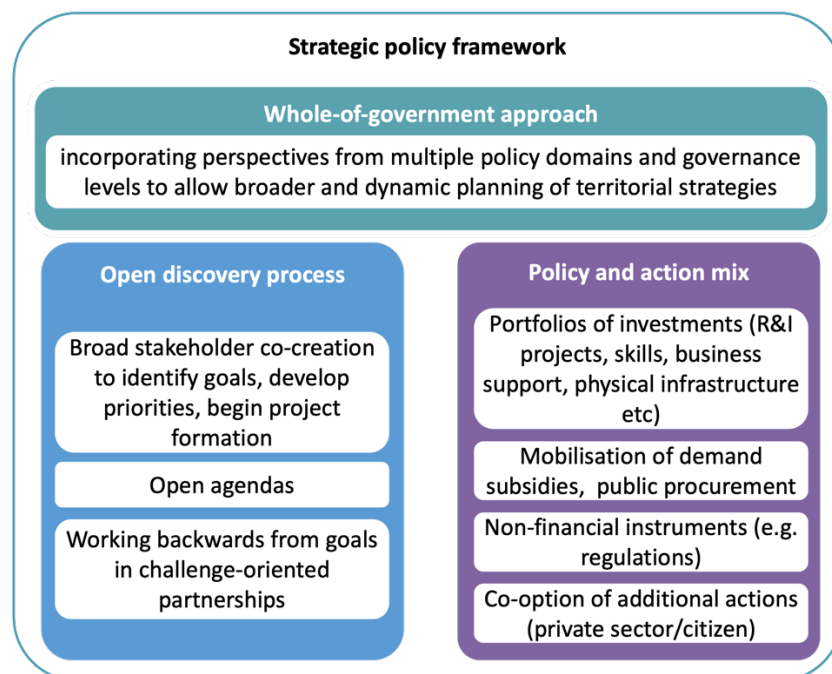 Strategic policy framework
Whole-of-government approach
incorporating perspectives from multiple policy domains and governance
levels to allow broader and dynamic planning of territorial strategies
Open discovery process
Broad stakeholder co-creation
to identify goals, develop
priorities, begin project
formation
Open agendas
Working backwards from goals
in challenge-oriented
partnerships
Policy and action mix
Portfolios of investments (R&I
projects, skills, business
support, physical infrastructure
etc)
Mobilisation of demand
subsidies, public procurement
Non-financial instruments (e.g.
regulations)
Co-option of additional actions
(private sector/citizen)